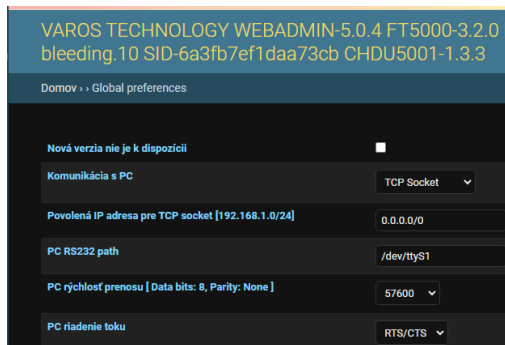 VAROS TECHNOLOGY WEBADMIN-5.0.4 FT5000-3.2.0
bleeding.10 SID-6a3fb7ef1daa73cb CHDU5001-1.3.3
Domov › › Global preferences
Nová verzia nie je k dispozícii
Komunikácia s PC
TCP Socket
Povolená IP adresa pre TCP socket [192.168.1.0/24]
0.0.0.0/0
PC RS232 path
/dev/ttyS1
PC rýchlosť prenosu [ Data bits: 8, Parity: None ]
57600
PC riadenie toku
RTS/CTS